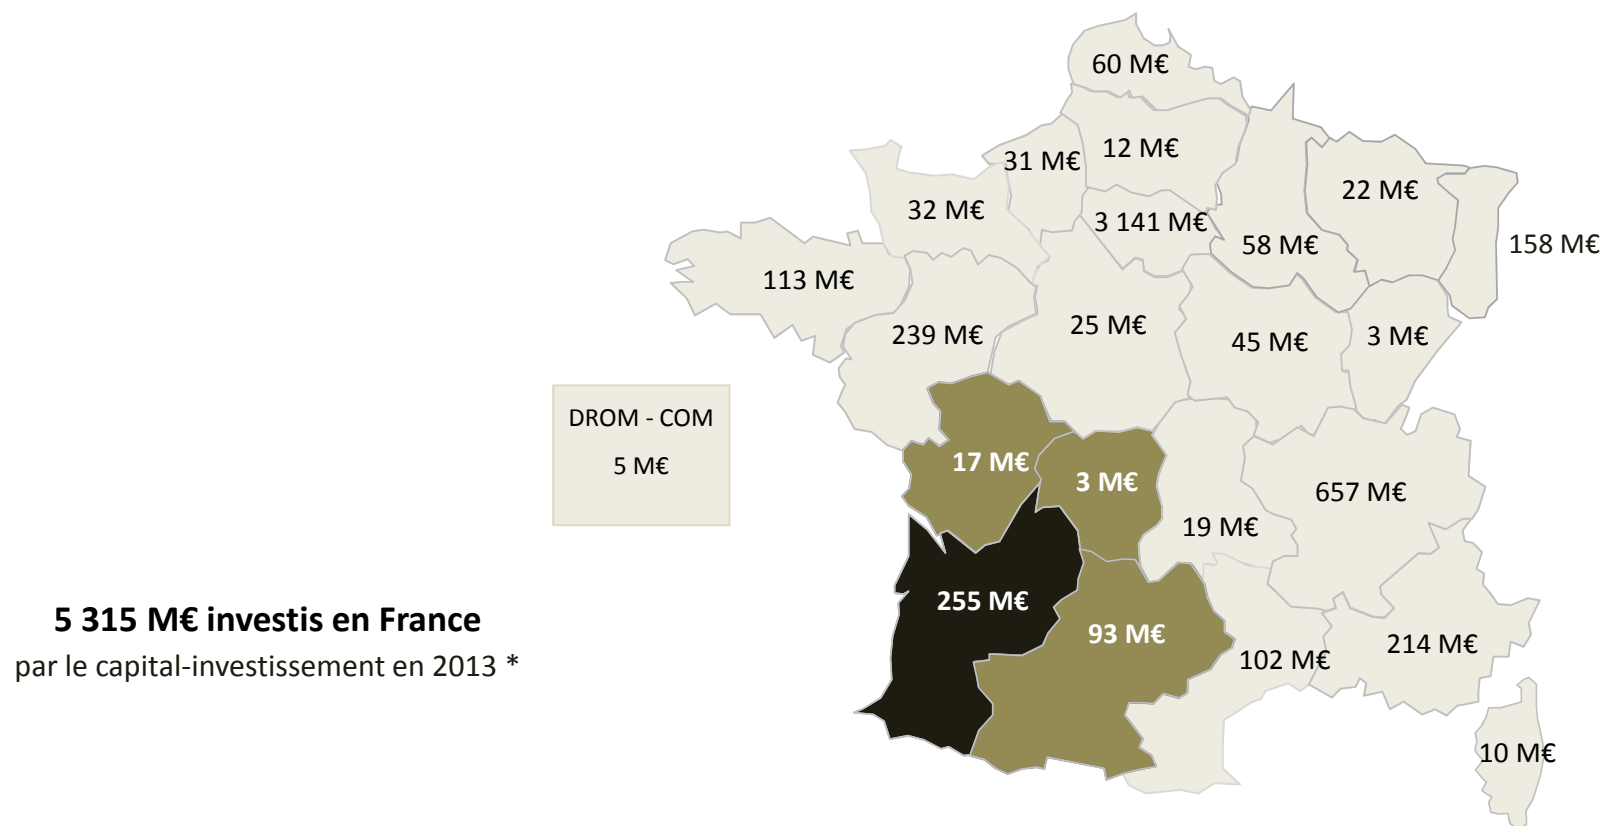 60 M€
31 M€
12 M€
22 M€
32 M€
3 141 M€
58 M€
158 M€
113 M€
239 M€
25 M€
45 M€
3 M€
DROM - COM
5 M€
17 M€
3 M€
657 M€
19 M€
255 M€
93 M€
102 M€
214 M€
10 M€
5 315 M€ investis en France
par le capital-investissement en 2013 *